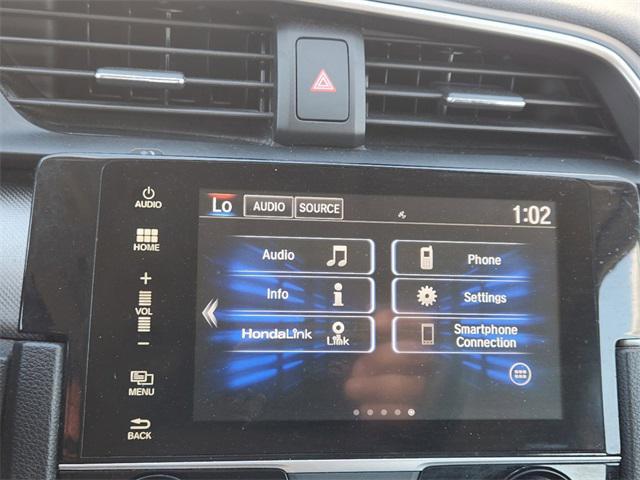 AUDIO
HOME
+
VOL
−
MENU
BACK
Lo AUDIO SOURCE 1:02
Audio Phone
Info Settings
HondaLink Link Smartphone
Connection